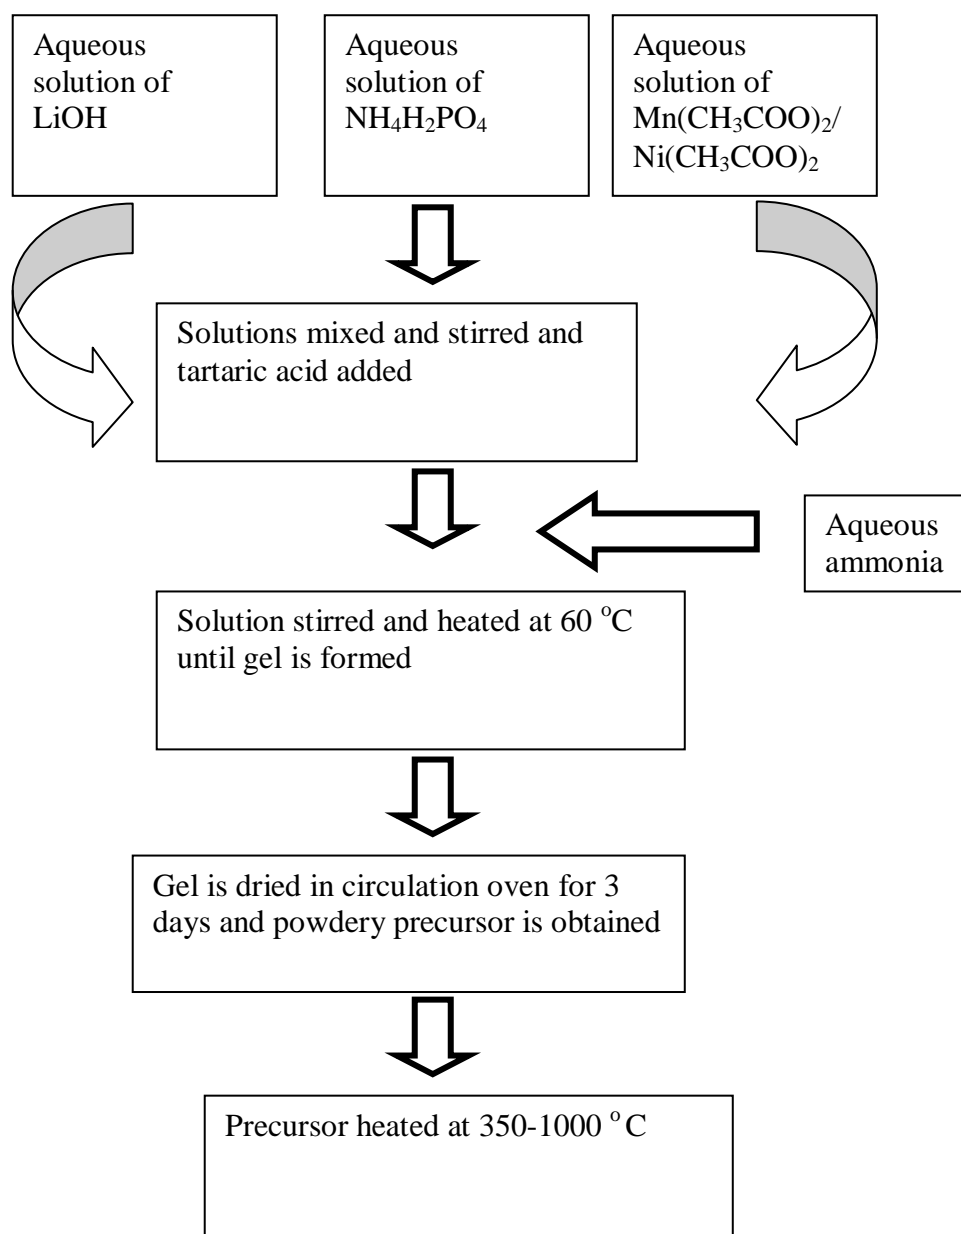 Aqueous
solution of
LiOH
Aqueous
solution of
NH₄H₂PO₄
Aqueous
solution of
Mn(CH₃COO)₂/
Ni(CH₃COO)₂
Solutions mixed and stirred and
tartaric acid added
Aqueous
ammonia
Solution stirred and heated at 60 °C
until gel is formed
Gel is dried in circulation oven for 3
days and powdery precursor is obtained
Precursor heated at 350-1000 °C